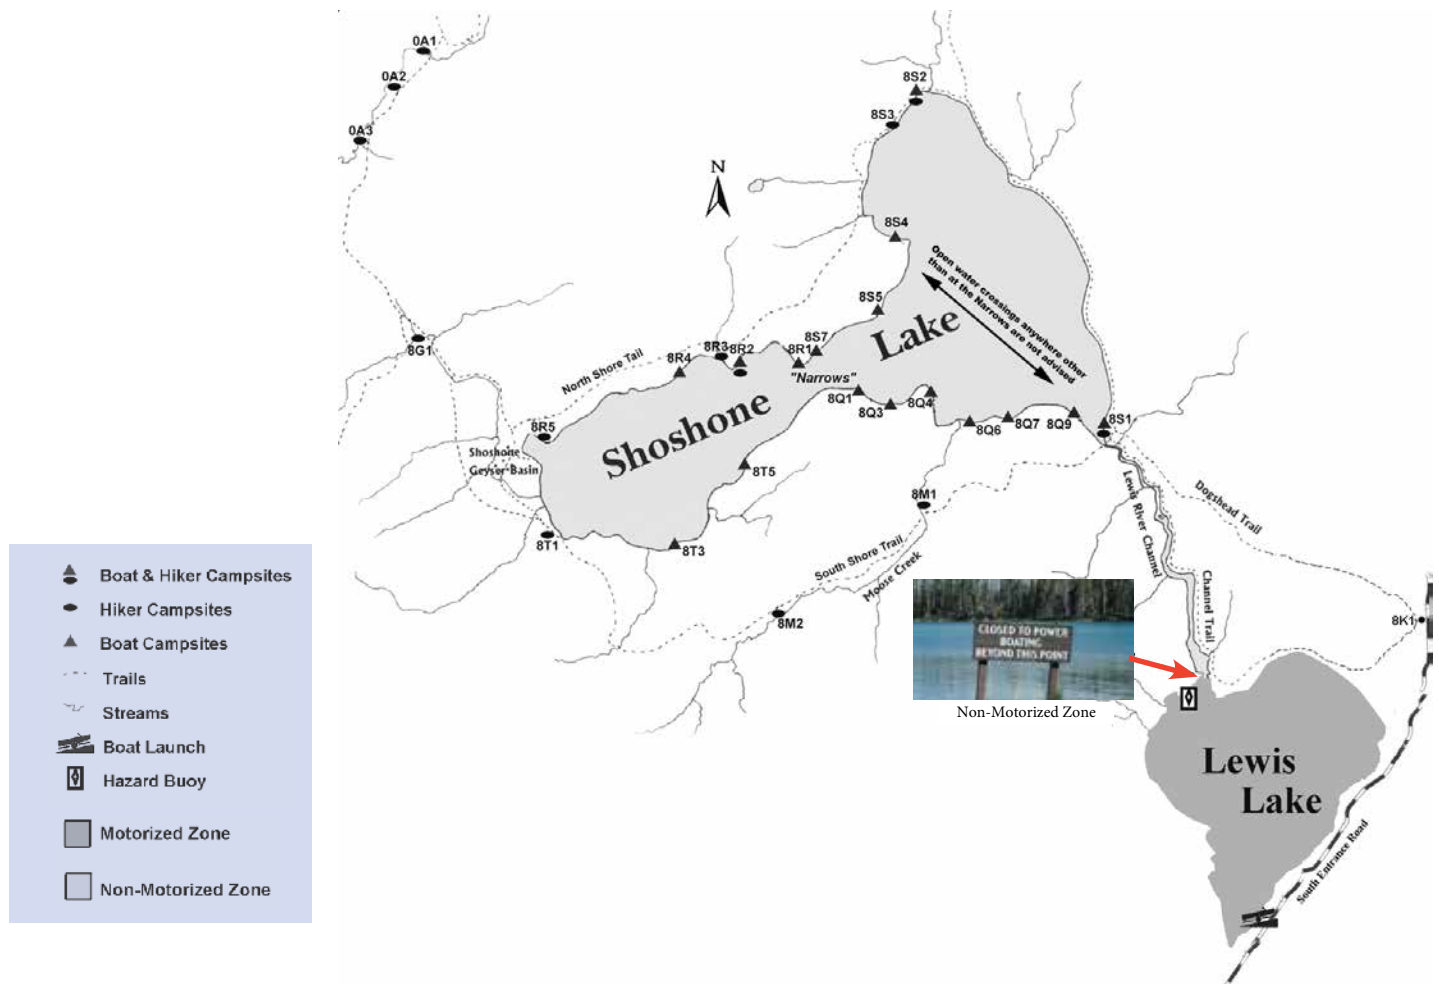 0A1
0A2
0A3
8S2
8S3
N
8S4
Open water crossings anywhere other
than at the Narrows are not advised
8S5
Lake
8S7
8R1
8R2
8R3
8R4
8G1
"Narrows"
North Shore Tail
8Q1
8Q3
8Q4
8Q6
8Q7
8Q9
8S1
Shoshone
8R5
Shoshone
Geyser Basin
8T5
8T1
8T3
8M1
Lewis River Channel
Dogshead Trail
South Shore Trail
Moose Creek
Channel Trail
8M2
8K1
CLOSED TO POWER
BOATING
BEYOND THIS POINT
Non-Motorized Zone
Lewis
Lake
South Entrance Road
Boat & Hiker Campsites
Hiker Campsites
Boat Campsites
Trails
Streams
Boat Launch
Hazard Buoy
Motorized Zone
Non-Motorized Zone